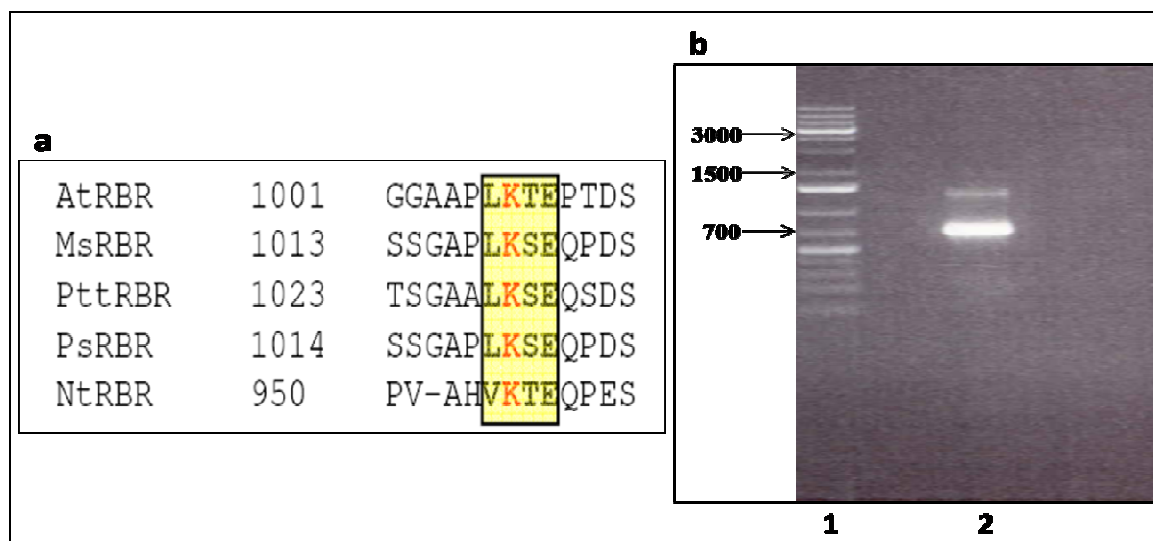 a
AtRBR 1001 GGAAPLKTEPTDS
MsRBR 1013 SSGAPLKSEQPDS
PttRBR 1023 TSGAALKSEQSDS
PsRBR 1014 SSGAPLKSEQPDS
NtRBR 950 PV-AHVKTEQPES
b
3000
1500
700
1 2